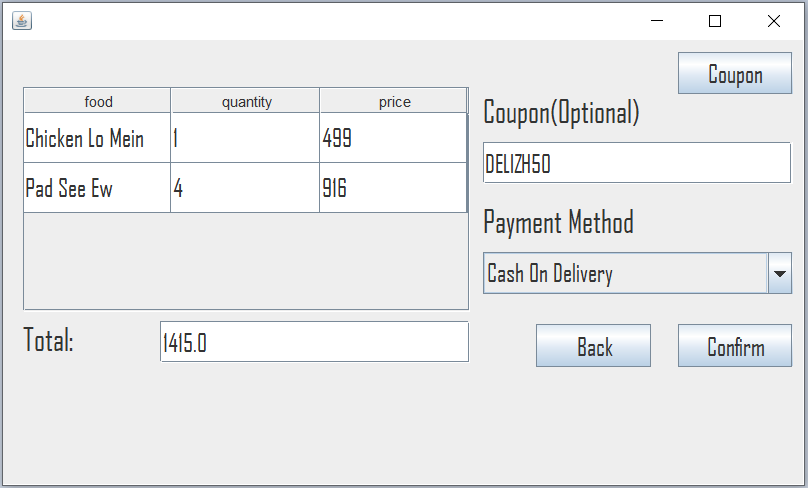 Coupon
food quantity price
Chicken Lo Mein 1 499
Pad See Ew 4 916
Coupon(Optional)
DELIZH50
Payment Method
Cash On Delivery
Total: 1415.0
Back Confirm